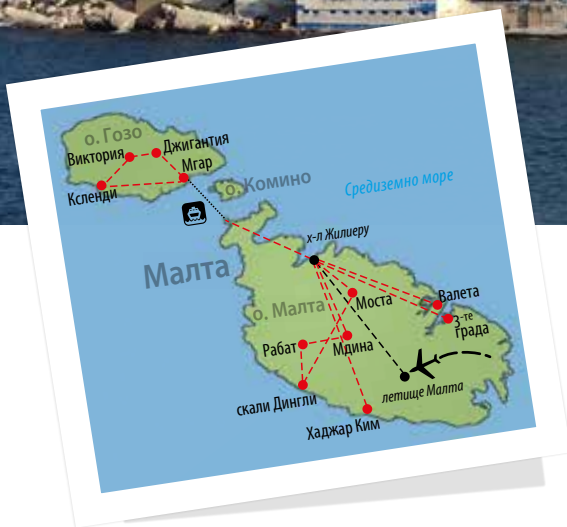 о. Гозо
Джигантия
Виктория
Мгар
Ксленди
о. Комино
Средиземно море
х-л Жилиеру
Малта
о. Малта
Моста
Валета
3-те
града
Рабат
Мдина
летище Малта
скали Дингли
Хаджар Ким